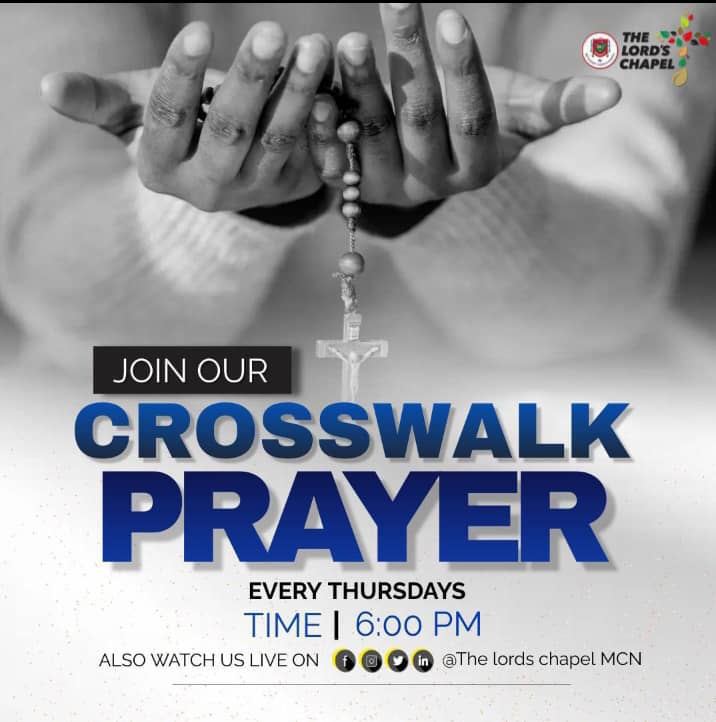 THE
LORD'S
CHAPEL
JOIN OUR
CROSSWALK
PRAYER
EVERY THURSDAYS
TIME | 6:00 PM
ALSO WATCH US LIVE ON @The lords chapel MCN